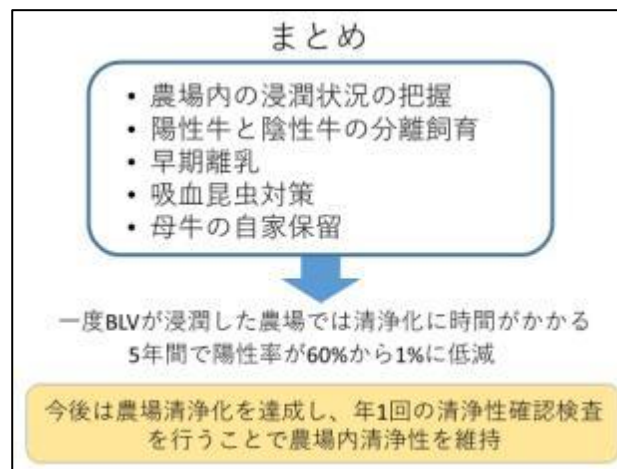 まとめ
• 農場内の浸潤状況の把握
• 陽性牛と陰性牛の分離飼育
• 早期離乳
• 吸血昆虫対策
• 母牛の自家保留
一度BLVが浸潤した農場では清浄化に時間がかかる
5年間で陽性率が60%から1%に低減
今後は農場清浄化を達成し、年1回の清浄性確認検査
を行うことで農場内清浄性を維持